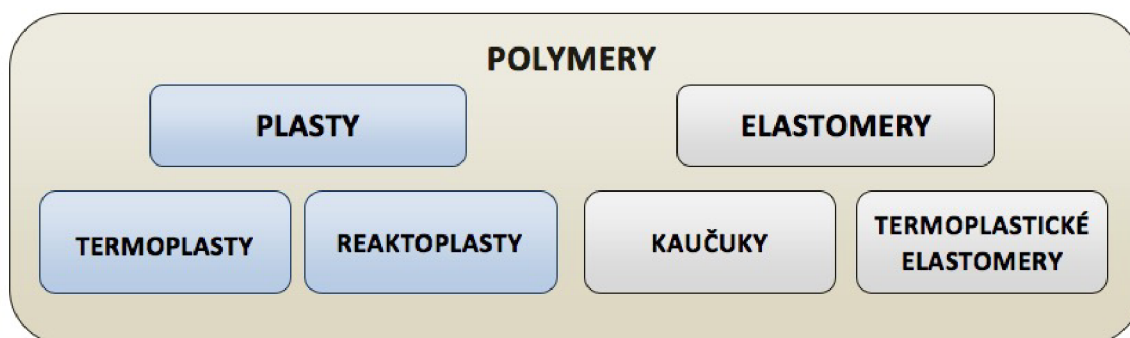 POLYMERY
PLASTY
ELASTOMERY
TERMOPLASTY
REAKTOPLASTY
KAUČUKY
TERMOPLASTICKÉ
ELASTOMERY